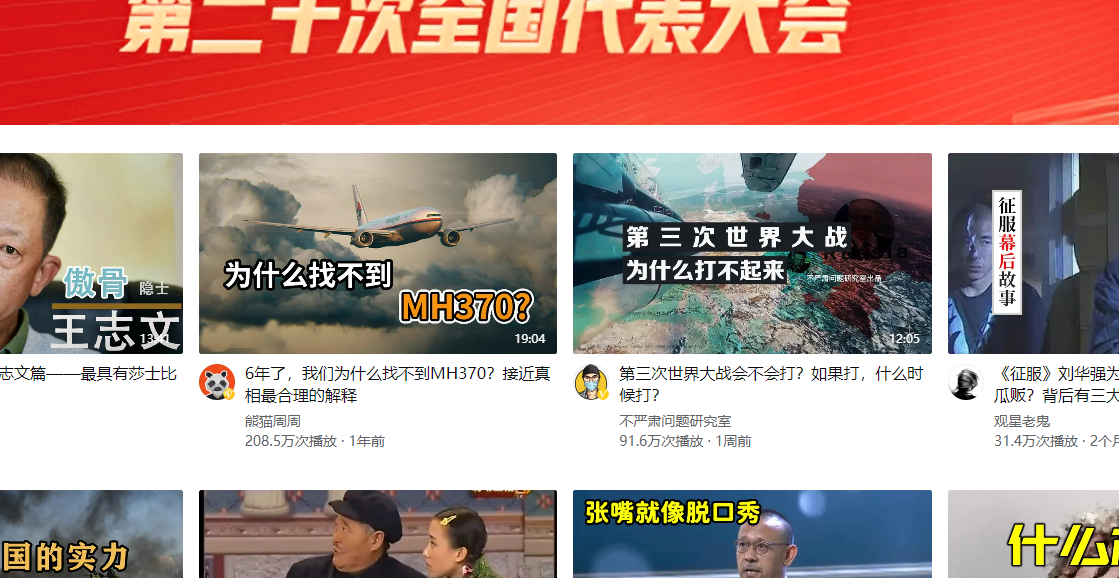 第二十次全国代表大会
傲骨
隐士
王志文
为什么找不到
MH370?
19:04
第三次世界大战
为什么打不起来
不严肃问题研究室出品
12:05
征服幕后故事
志文篇——最具有莎士比
6年了，我们为什么找不到MH370？接近真
相最合理的解释
熊猫周周
208.5万次播放 · 1年前
第三次世界大战会不会打？如果打，什么时
候打？
不严肃问题研究室
91.6万次播放 · 1周前
《征服》刘华强为
瓜贩？背后有三大
观星老鬼
31.4万次播放 · 2个月
国的实力
张嘴就像脱口秀
什么